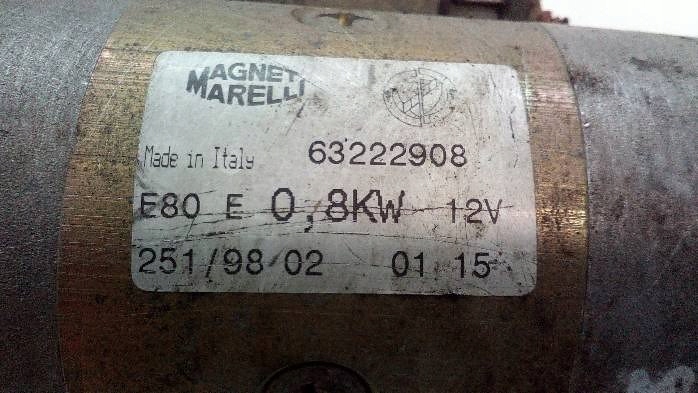 MAGNETI
MARELLI
Made in Italy 63222908
E80 E 0,8KW 12V
251/98 02 01 15